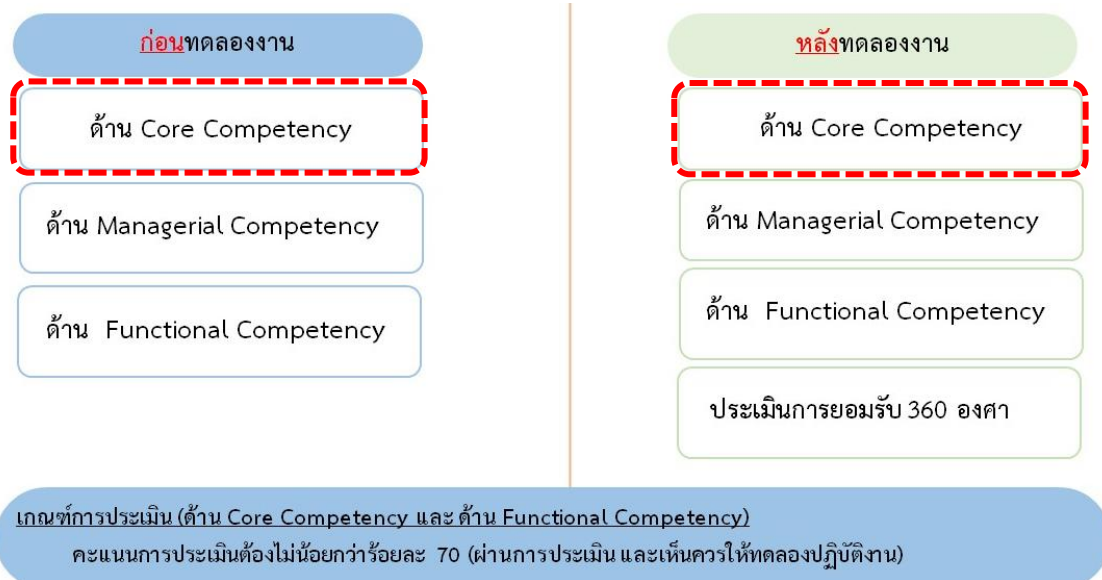 ก่อนทดลองงาน
ด้าน Core Competency
ด้าน Managerial Competency
ด้าน Functional Competency
หลังทดลองงาน
ด้าน Core Competency
ด้าน Managerial Competency
ด้าน Functional Competency
ประเมินการยอมรับ 360 องศา
เกณฑ์การประเมิน (ด้าน Core Competency และ ด้าน Functional Competency)
คะแนนการประเมินต้องไม่น้อยกว่าร้อยละ 70 (ผ่านการประเมิน และเห็นควรให้ทดลองปฏิบัติงาน)